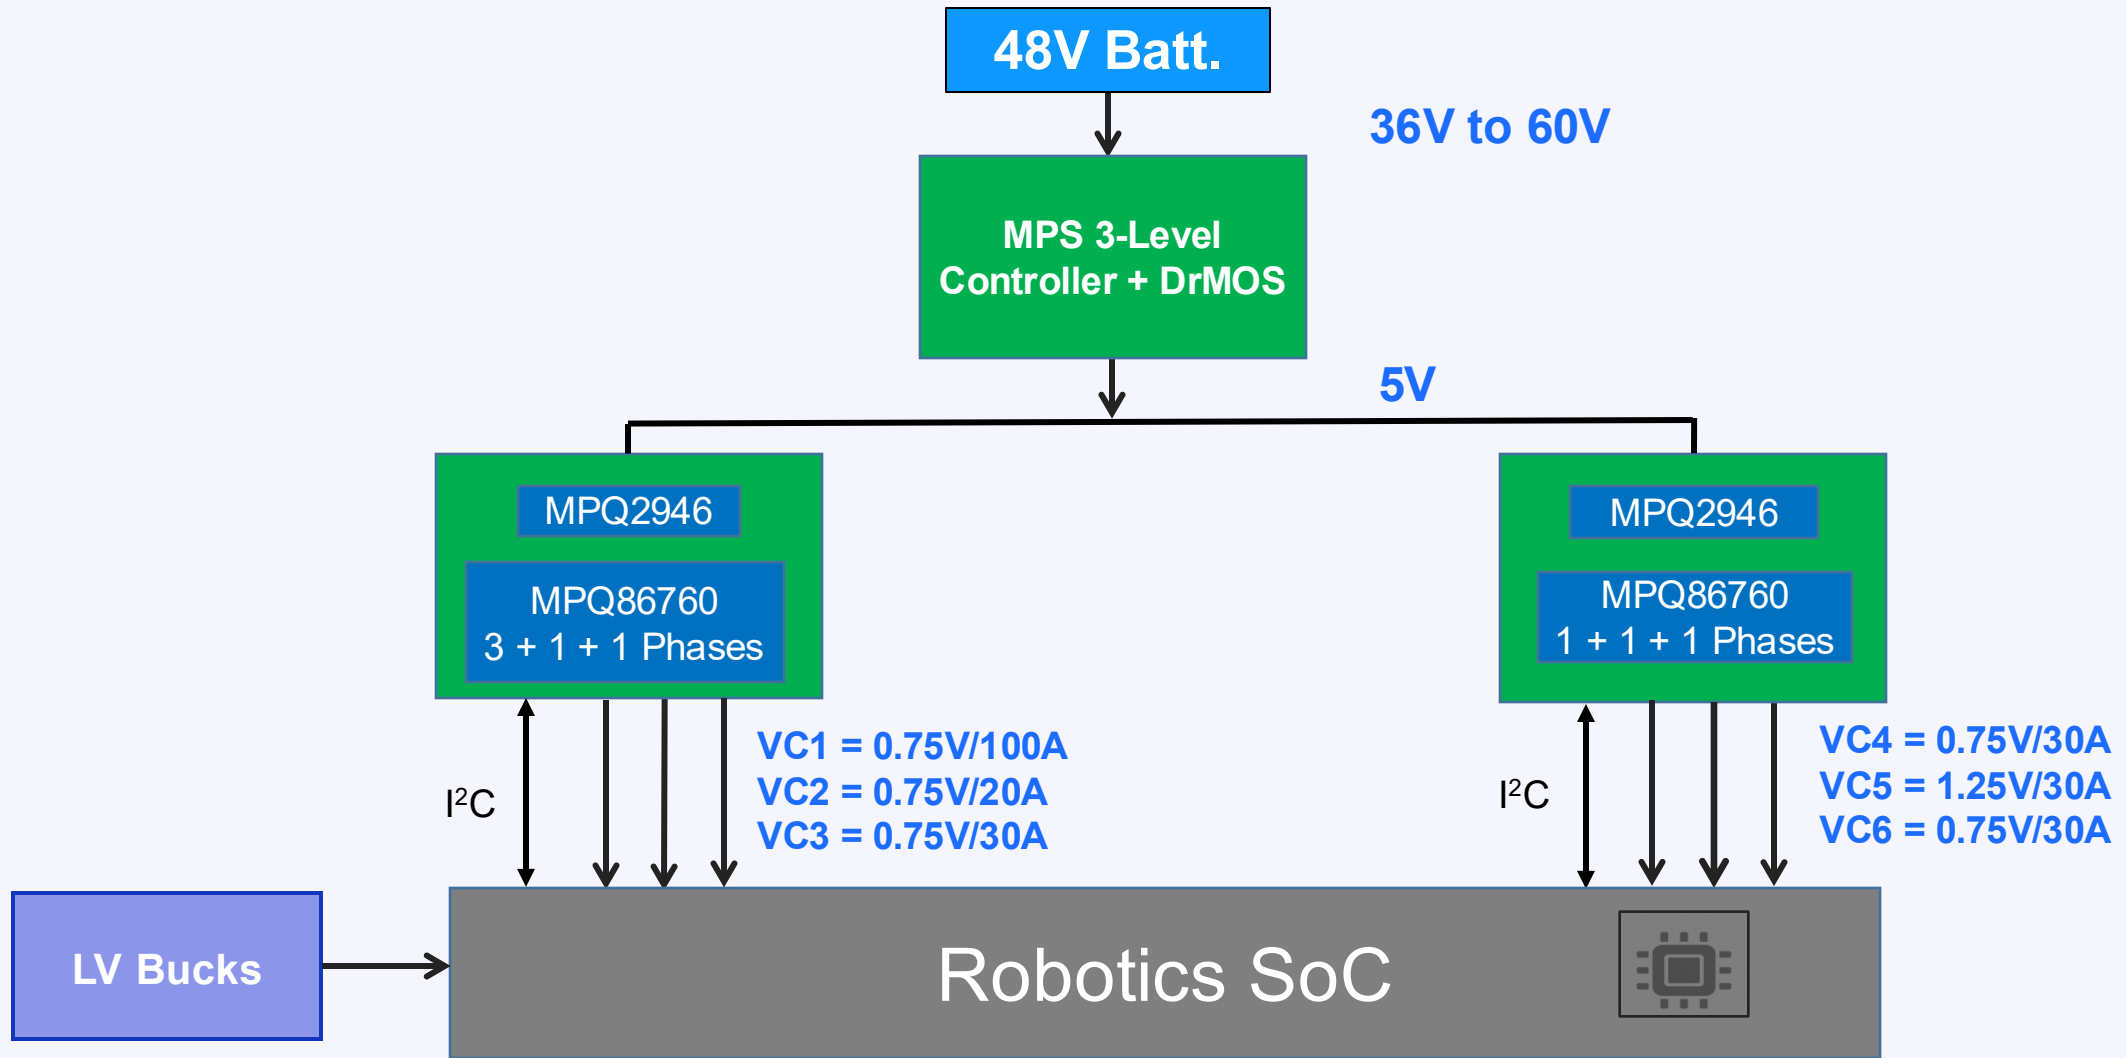 48V Batt.
36V to 60V
MPS 3-Level
Controller + DrMOS
5V
MPQ2946
MPQ86760
3 + 1 + 1 Phases
MPQ2946
MPQ86760
1 + 1 + 1 Phases
I²C
VC1 = 0.75V/100A
VC2 = 0.75V/20A
VC3 = 0.75V/30A
I²C
VC4 = 0.75V/30A
VC5 = 1.25V/30A
VC6 = 0.75V/30A
LV Bucks
Robotics SoC